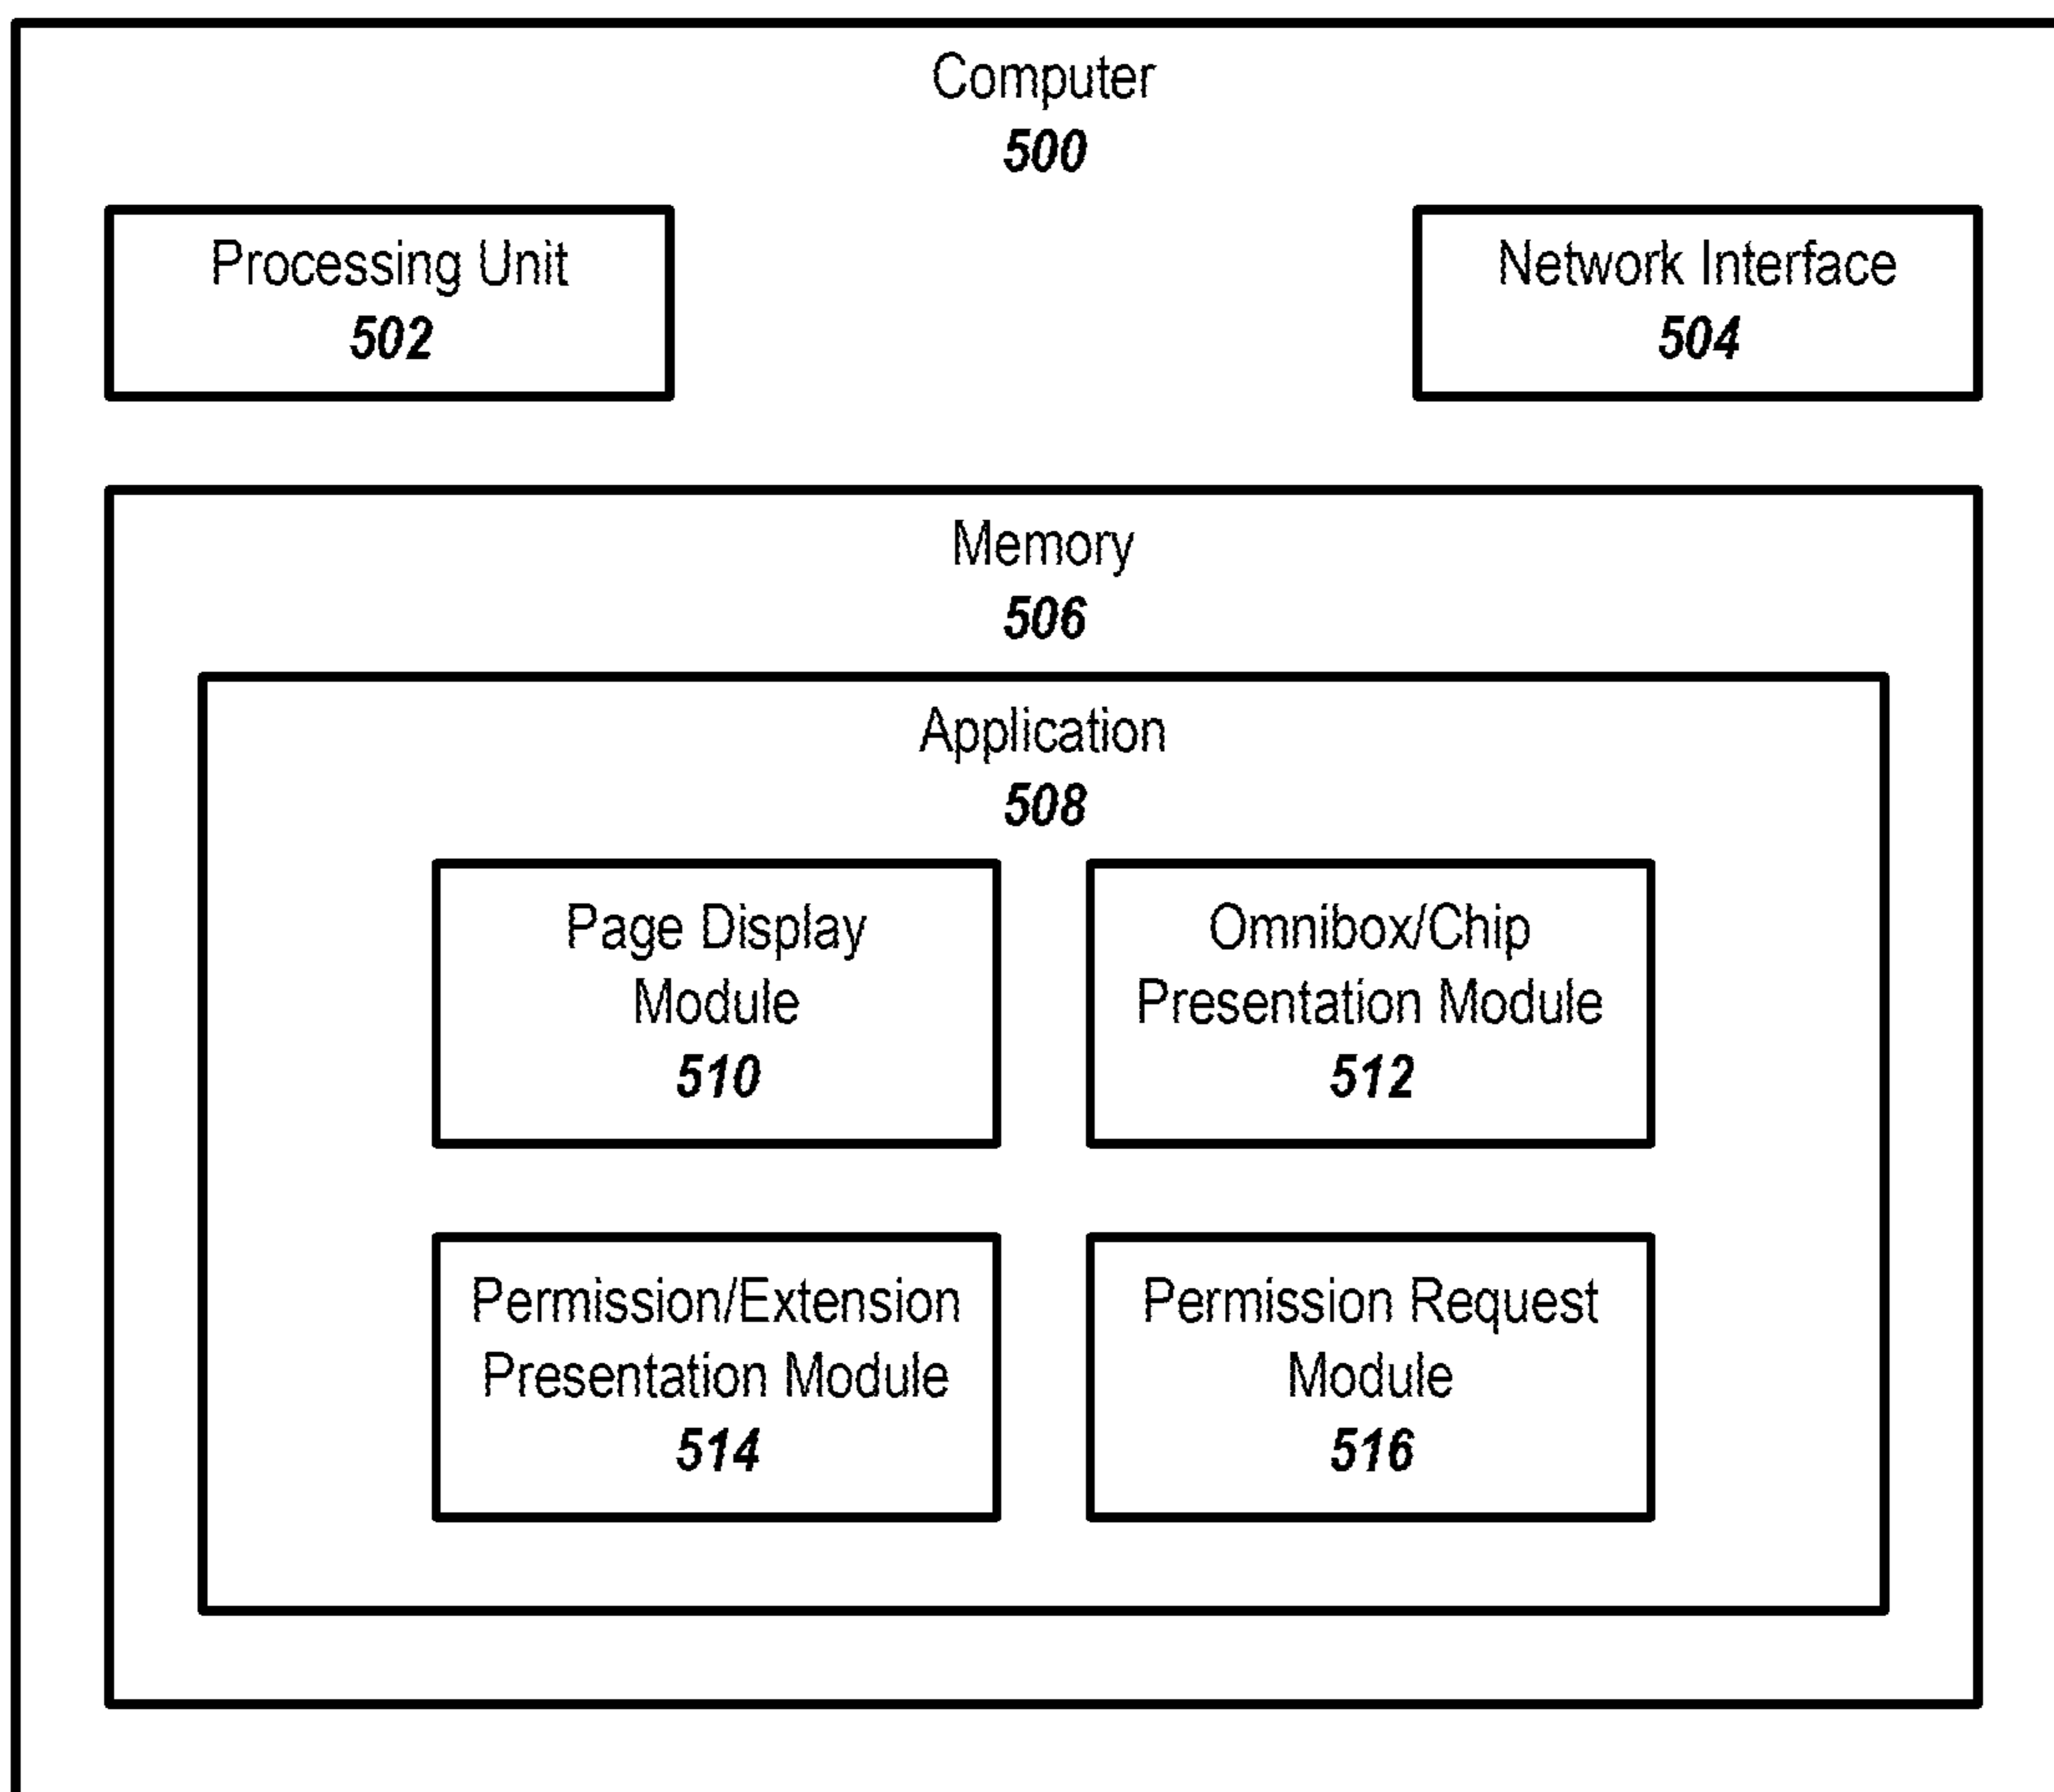 Computer
500
Processing Unit
502
Network Interface
504
Memory
506
Application
508
Page Display
Module
510
Omnibox/Chip
Presentation Module
512
Permission/Extension
Presentation Module
514
Permission Request
Module
516